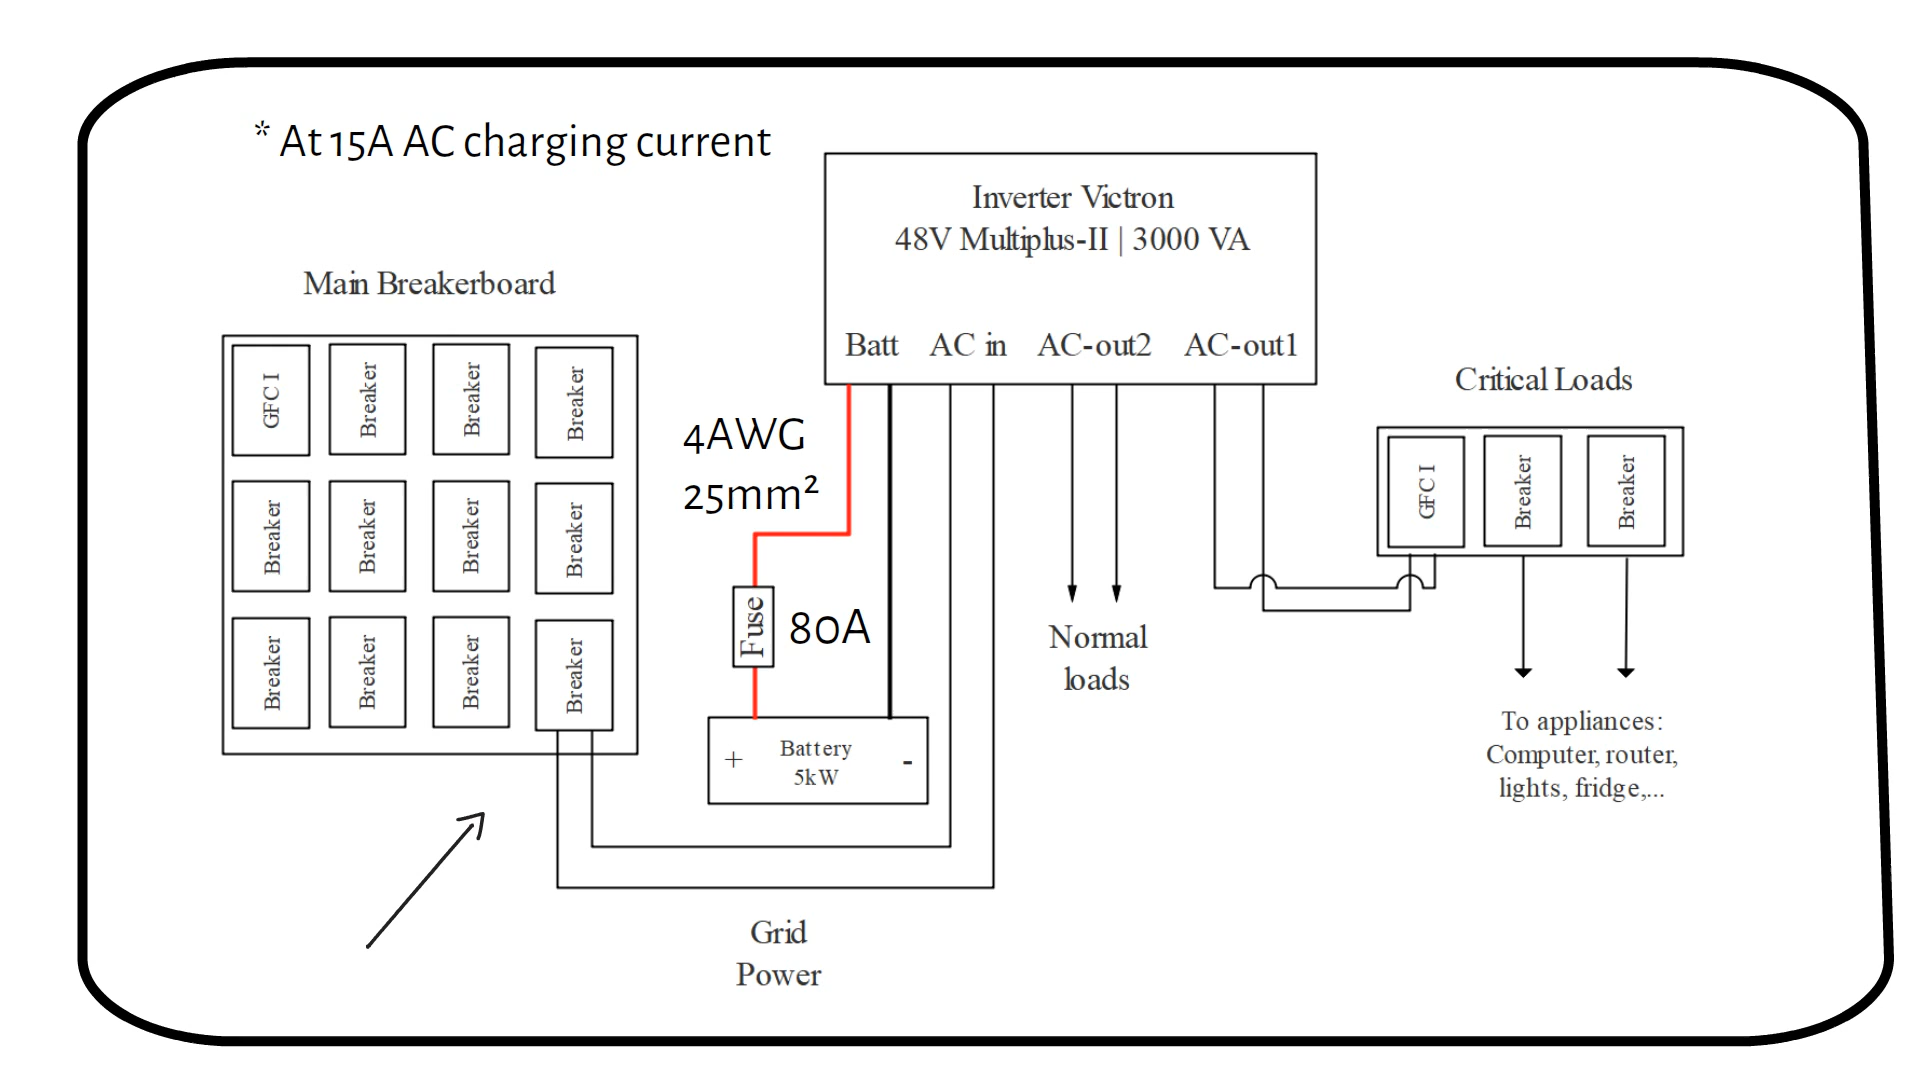 * At 15A AC charging current
Inverter Victron
48V Multiplus-II | 3000 VA
Batt AC in AC-out2 AC-out1
Main Breakerboard
GFCI Breaker Breaker Breaker
Breaker Breaker Breaker Breaker
Breaker Breaker Breaker Breaker
4AWG
25mm²
Fuse
80A
+ Battery -
5kW
Grid
Power
Normal
loads
Critical Loads
GFCI Breaker Breaker
To appliances:
Computer, router,
lights, fridge,...